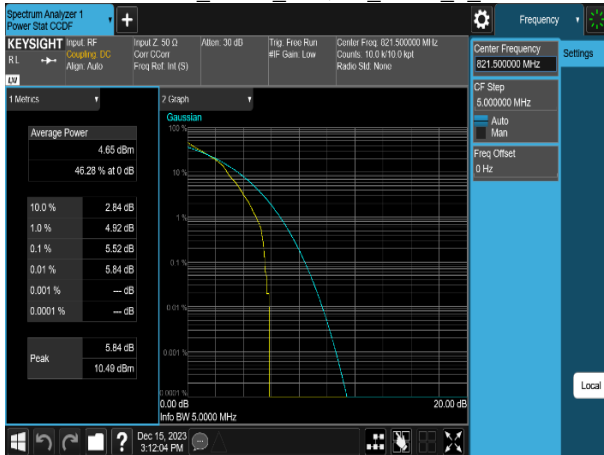 Spectrum Analyzer 1
Power Stat CCDF
+
Frequency
KEYSIGHT
RL
LW
Input: RF
Coupling: DC
Align: Auto
Input Z: 50 Ω
Corr CCorr
Freq Ref: Int (S)
Atten: 30 dB
Trig: Free Run
#IF Gain: Low
Center Freq: 821.500000 MHz
Counts: 10.0 k/10.0 kpt
Radio Std: None
Center Frequency
821.500000 MHz
Settings
CF Step
5.000000 MHz
Auto
Man
Freq Offset
0 Hz
1 Metrics
Average Power
4.65 dBm
46.28 % at 0 dB
10.0 % 2.84 dB
1.0 % 4.92 dB
0.1 % 5.52 dB
0.01 % 5.84 dB
0.001 % --- dB
0.0001 % --- dB
Peak
5.84 dB
10.49 dBm
2 Graph
Gaussian
100 %
10 %
1 %
0.1 %
0.01 %
0.001 %
0.0001 %
0.00 dB 20.00 dB
Info BW 5.0000 MHz
Local
?
Dec 15, 2023
3:12:04 PM